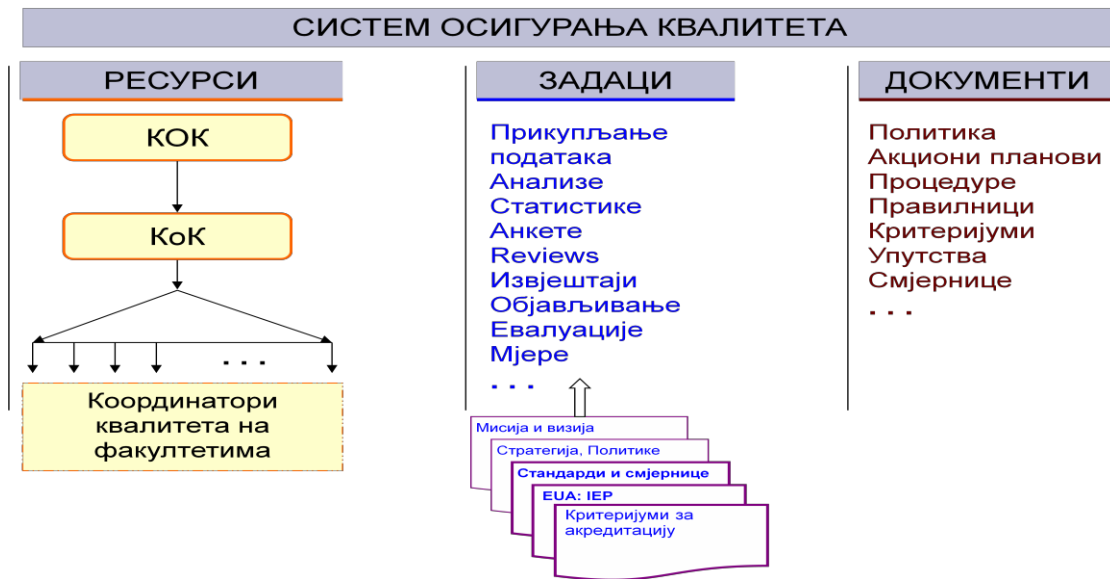 СИСТЕМ ОСИГУРАЊА КВАЛИТЕТА
РЕСУРСИ
КОК
КоК
. . .
Координатори
квалитета на
факултетима
ЗАДАЦИ
Прикупљање
података
Анализе
Статистике
Анкете
Reviews
Извјештаји
Објављивање
Евалуације
Мјере
. . .
Мисија и визија
Стратегија, Политике
Стандарди и смјернице
EUA: IEP
Критеријуми за
акредитацију
ДОКУМЕНТИ
Политика
Акциони планови
Процедуре
Правилници
Критеријуми
Упутства
Смјернице
. . .